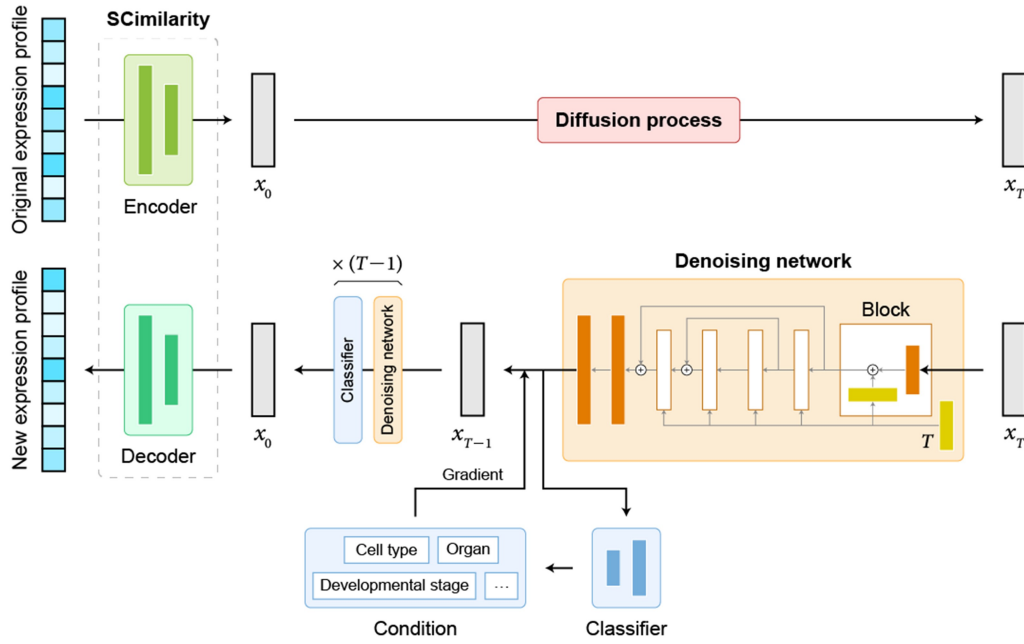 Original expression profile
SCimilarity
Encoder
x0
Diffusion process
xT
New expression profile
Decoder
x0
× (T−1)
Classifier
Denoising network
xT−1
Denoising network
Block
T
xT
Gradient
Cell type
Organ
Developmental stage
...
Condition
Classifier